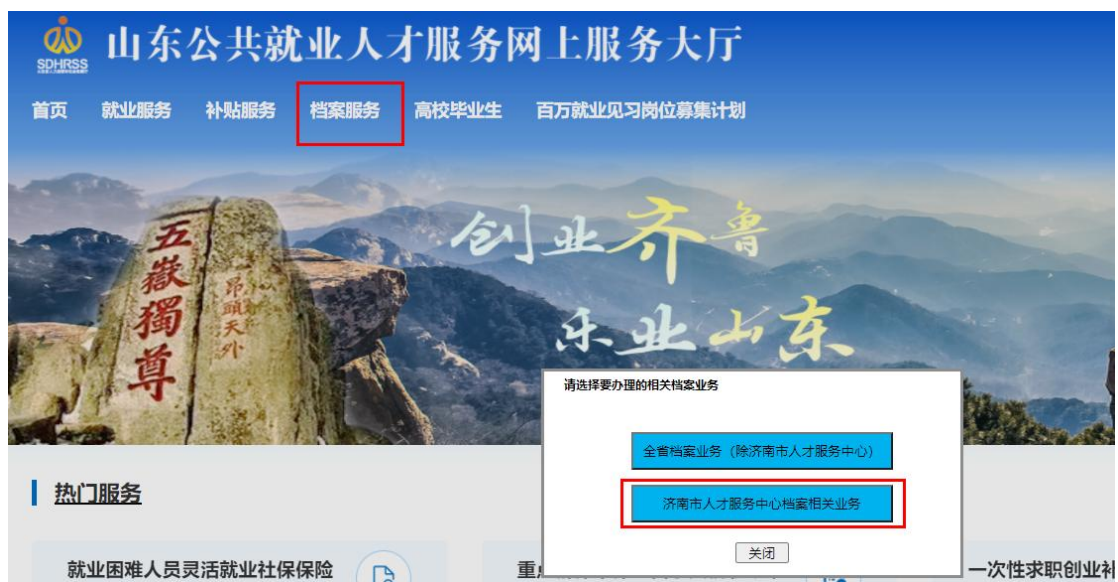 SDHRSS
山东公共就业人才服务网上服务大厅
首页 就业服务 补贴服务 档案服务 高校毕业生 百万就业见习岗位募集计划
五嶽獨尊
昂頭天外
创业齐鲁
乐业山东
请选择要办理的相关档案业务
全省档案业务（除济南市人才服务中心）
济南市人才服务中心档案相关业务
关闭
热门服务
就业困难人员灵活就业社保保险
一次性求职创业补